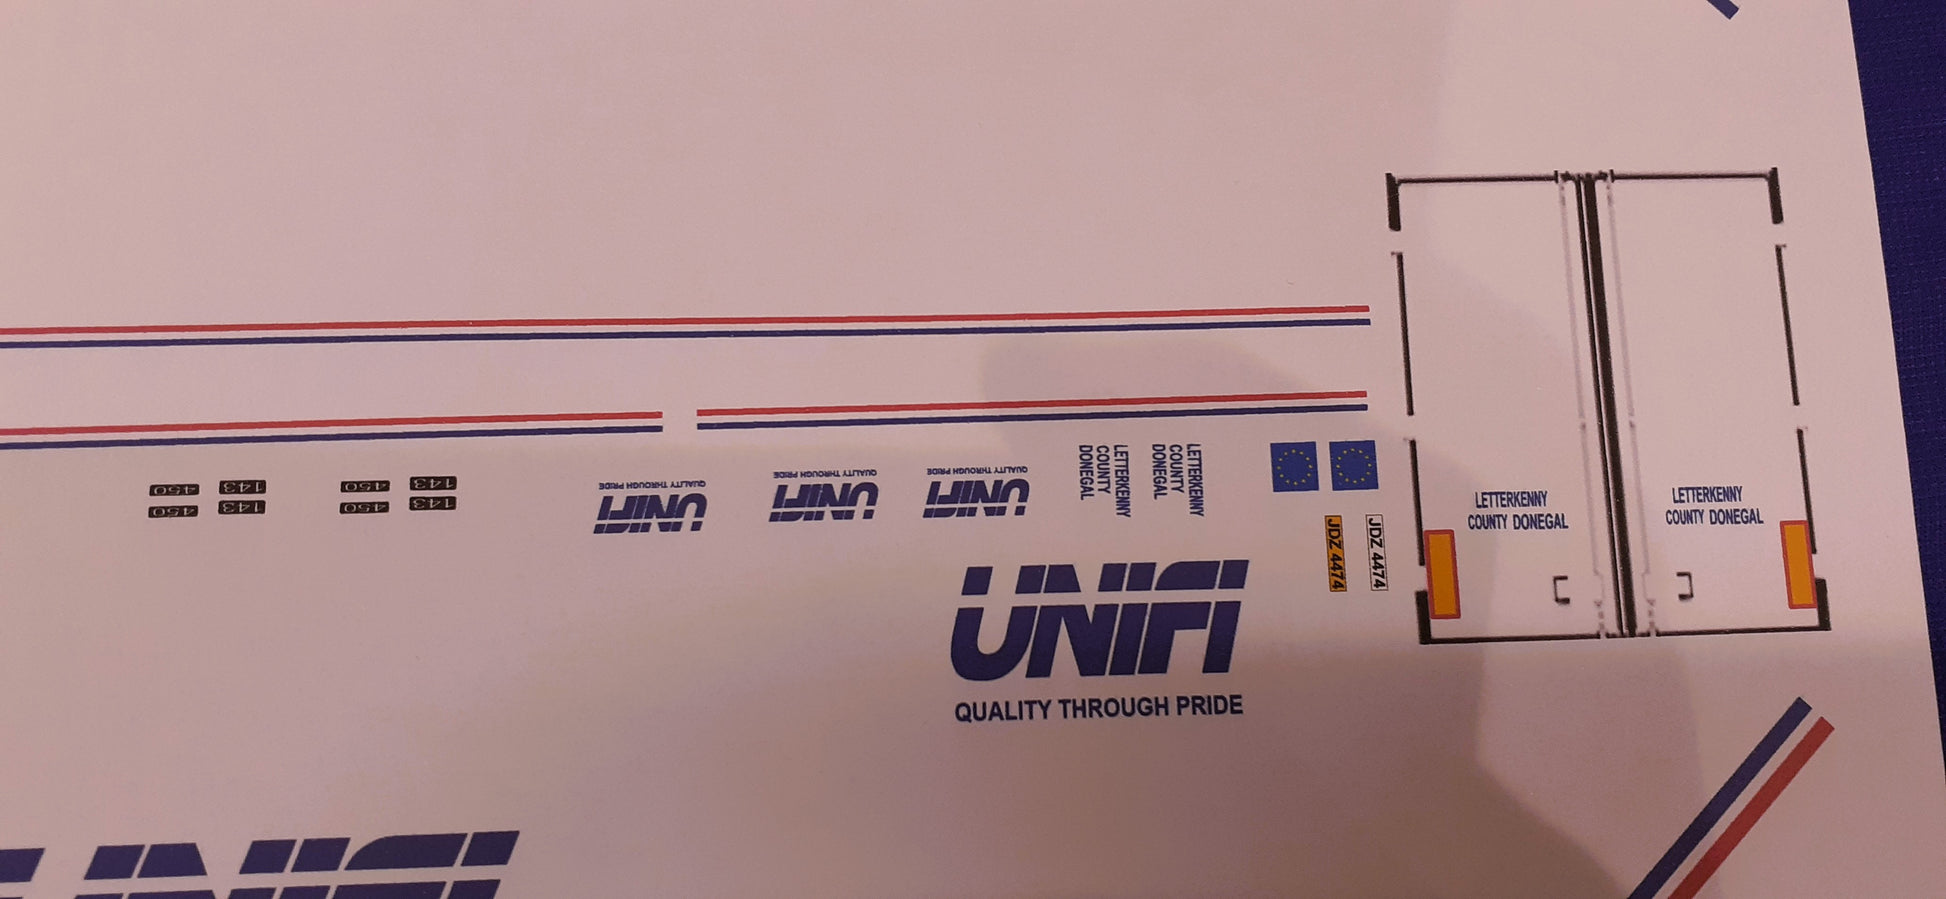 450 143
450 143
450 143
450 143
UNIFI
QUALITY THROUGH PRIDE
UNIFI
QUALITY THROUGH PRIDE
UNIFI
QUALITY THROUGH PRIDE
LETTERKENNY
COUNTY
DONEGAL
LETTERKENNY
COUNTY
DONEGAL
JDZ 4474
JDZ 4474
LETTERKENNY
COUNTY DONEGAL
LETTERKENNY
COUNTY DONEGAL
UNIFI
QUALITY THROUGH PRIDE
UNIFI